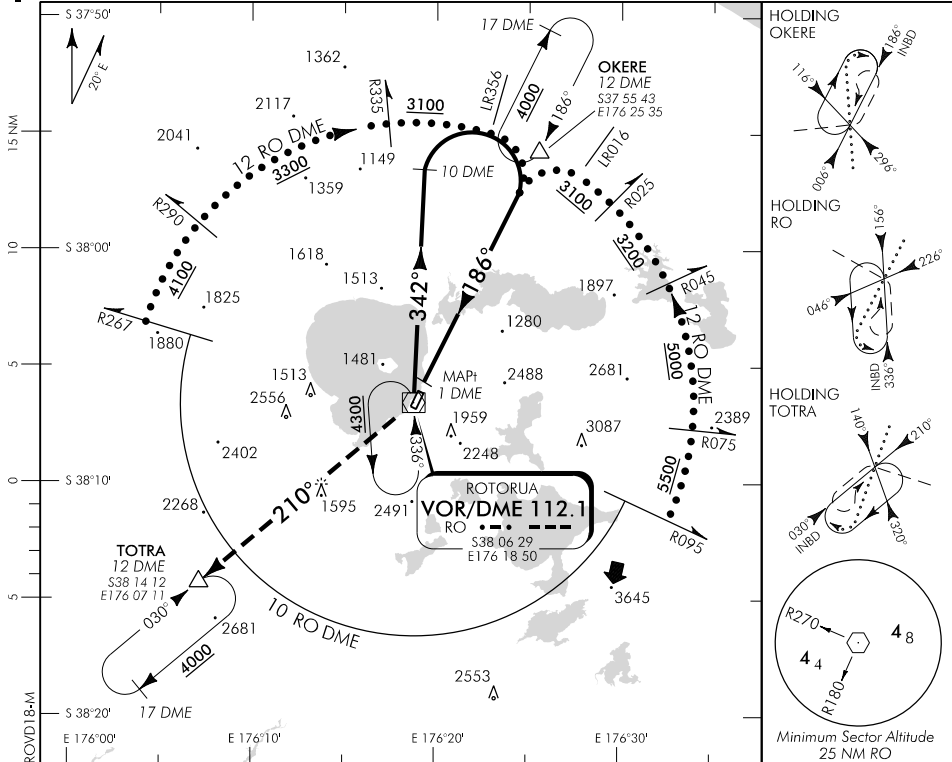 S 37°50'
20° E
15 NM
10
S 38°00'
5
0
S 38°10'
5
S 38°20'
ROVD18-M
E 176°00'
E 176°10'
E 176°20'
E 176°30'
1362
2117
2041
12 RO DME
3300
1359
1149
R335
3100
LR356
17 DME
4000
186°
OKERE
12 DME
S37 55 43
E176 25 35
LR016
3100
R025
3200
R045
12 RO DME
5000
R075
2389
5500
R095
R290
4100
R267
1880
1825
1618
1513
10 DME
342°
186°
1897
1280
1481
MAPt
1 DME
2488
2681
1513
2556
4300
336°
1959
2248
3087
2402
210°
1595
2268
2491
ROTORUA
VOR/DME 112.1
RO
S38 06 29
E176 18 50
TOTRA
12 DME
S38 14 12
E176 07 11
030°
2681
4000
17 DME
10 RO DME
3645
2553
HOLDING
OKERE
186°
INBD
116°
296°
006°
HOLDING
RO
156°
226°
046°
336°
INBD
HOLDING
TOTRA
140°
210°
030°
INBD
320°
R270
4 8
4 4
R180
Minimum Sector Altitude
25 NM RO